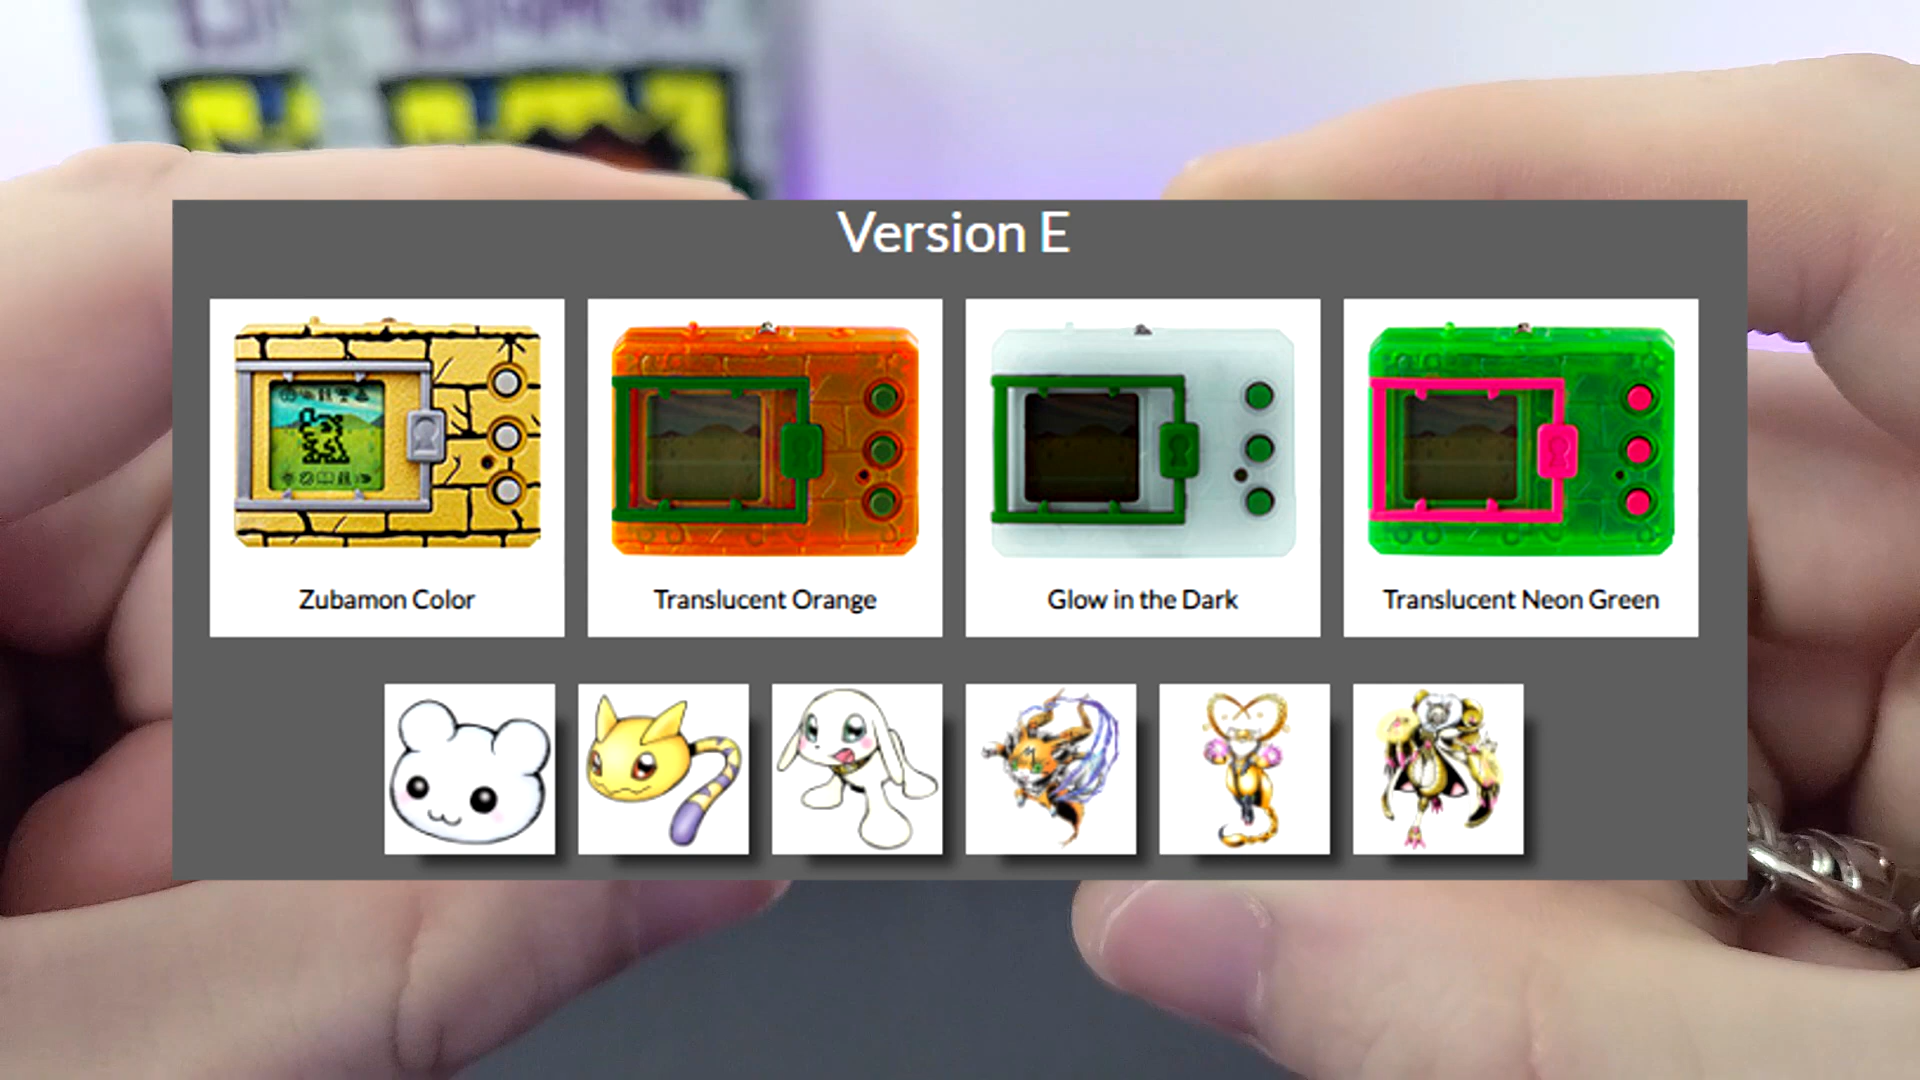 Version E
Zubamon Color
Translucent Orange
Glow in the Dark
Translucent Neon Green